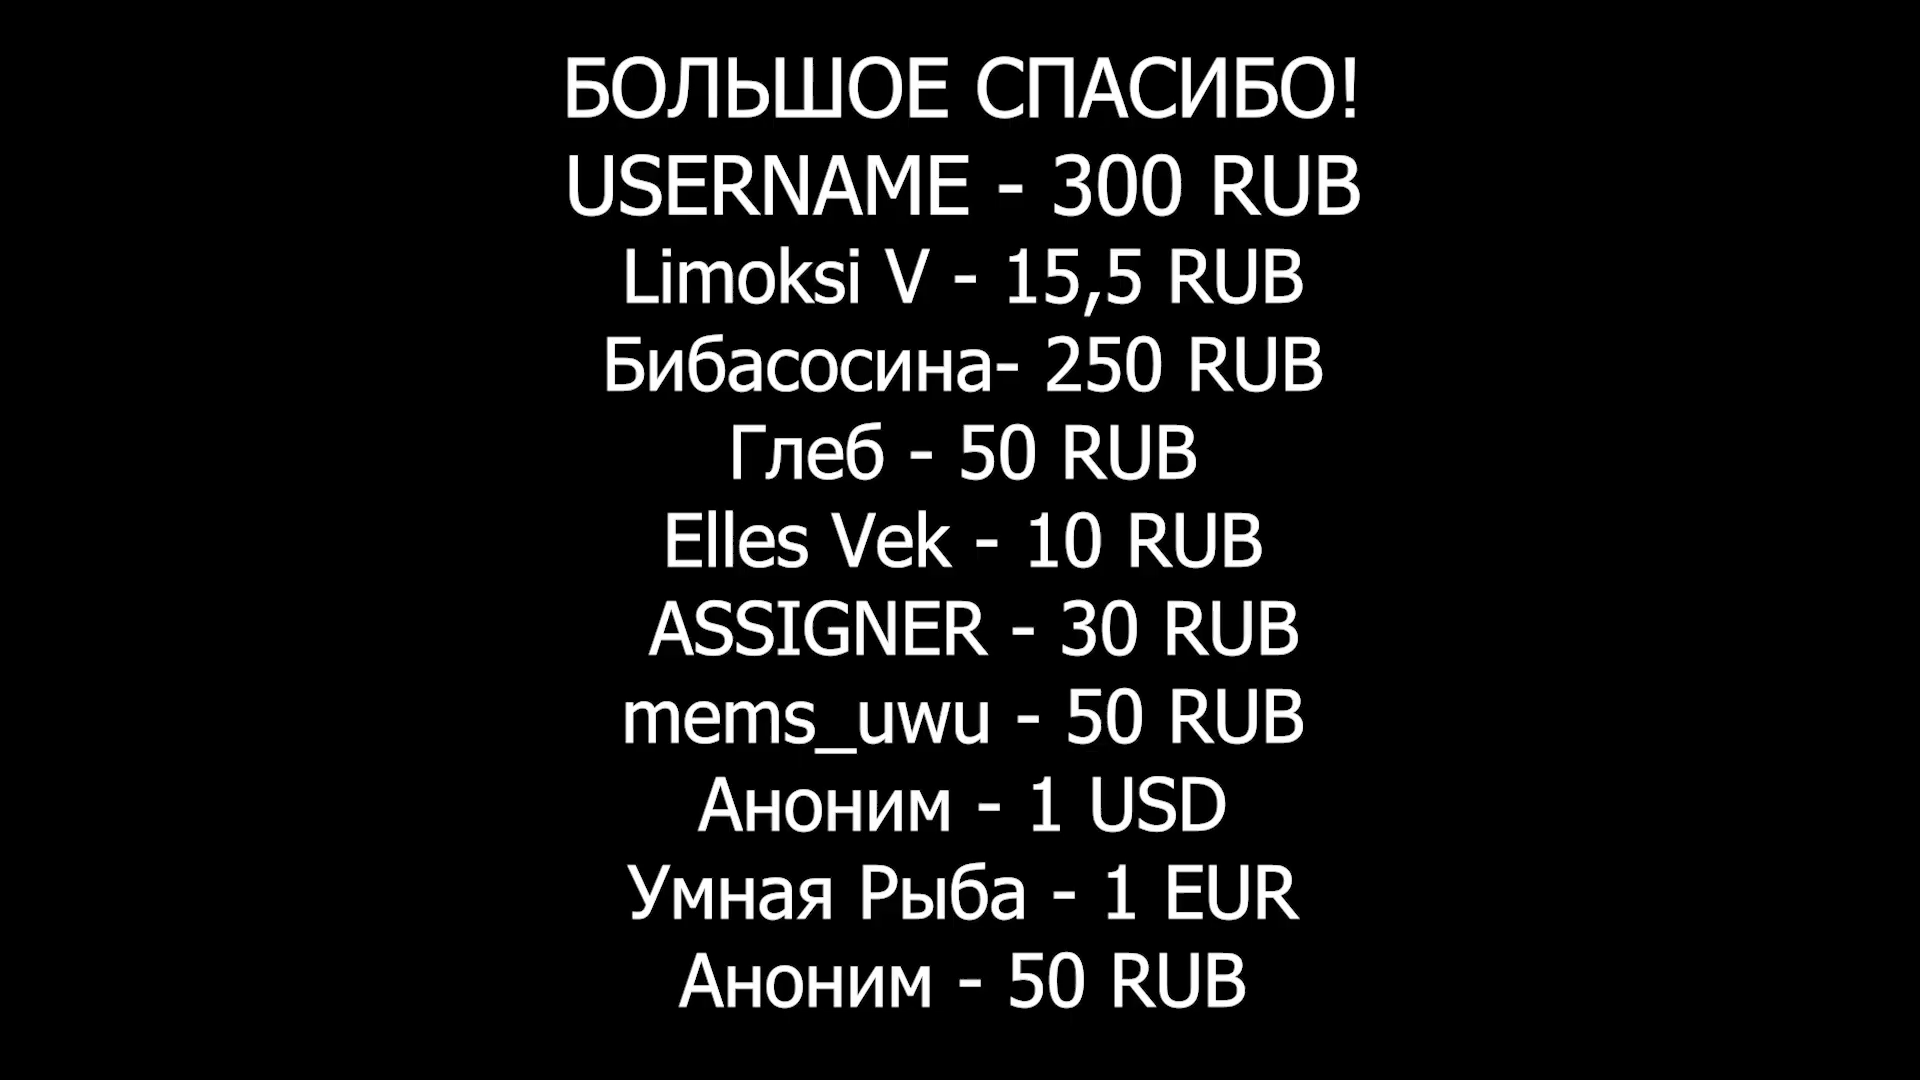 БОЛЬШОЕ СПАСИБО!
USERNAME - 300 RUB
Limoksi V - 15,5 RUB
Бибасосина- 250 RUB
Глеб - 50 RUB
Elles Vek - 10 RUB
ASSIGNER - 30 RUB
mems_uwu - 50 RUB
Аноним - 1 USD
Умная Рыба - 1 EUR
Аноним - 50 RUB